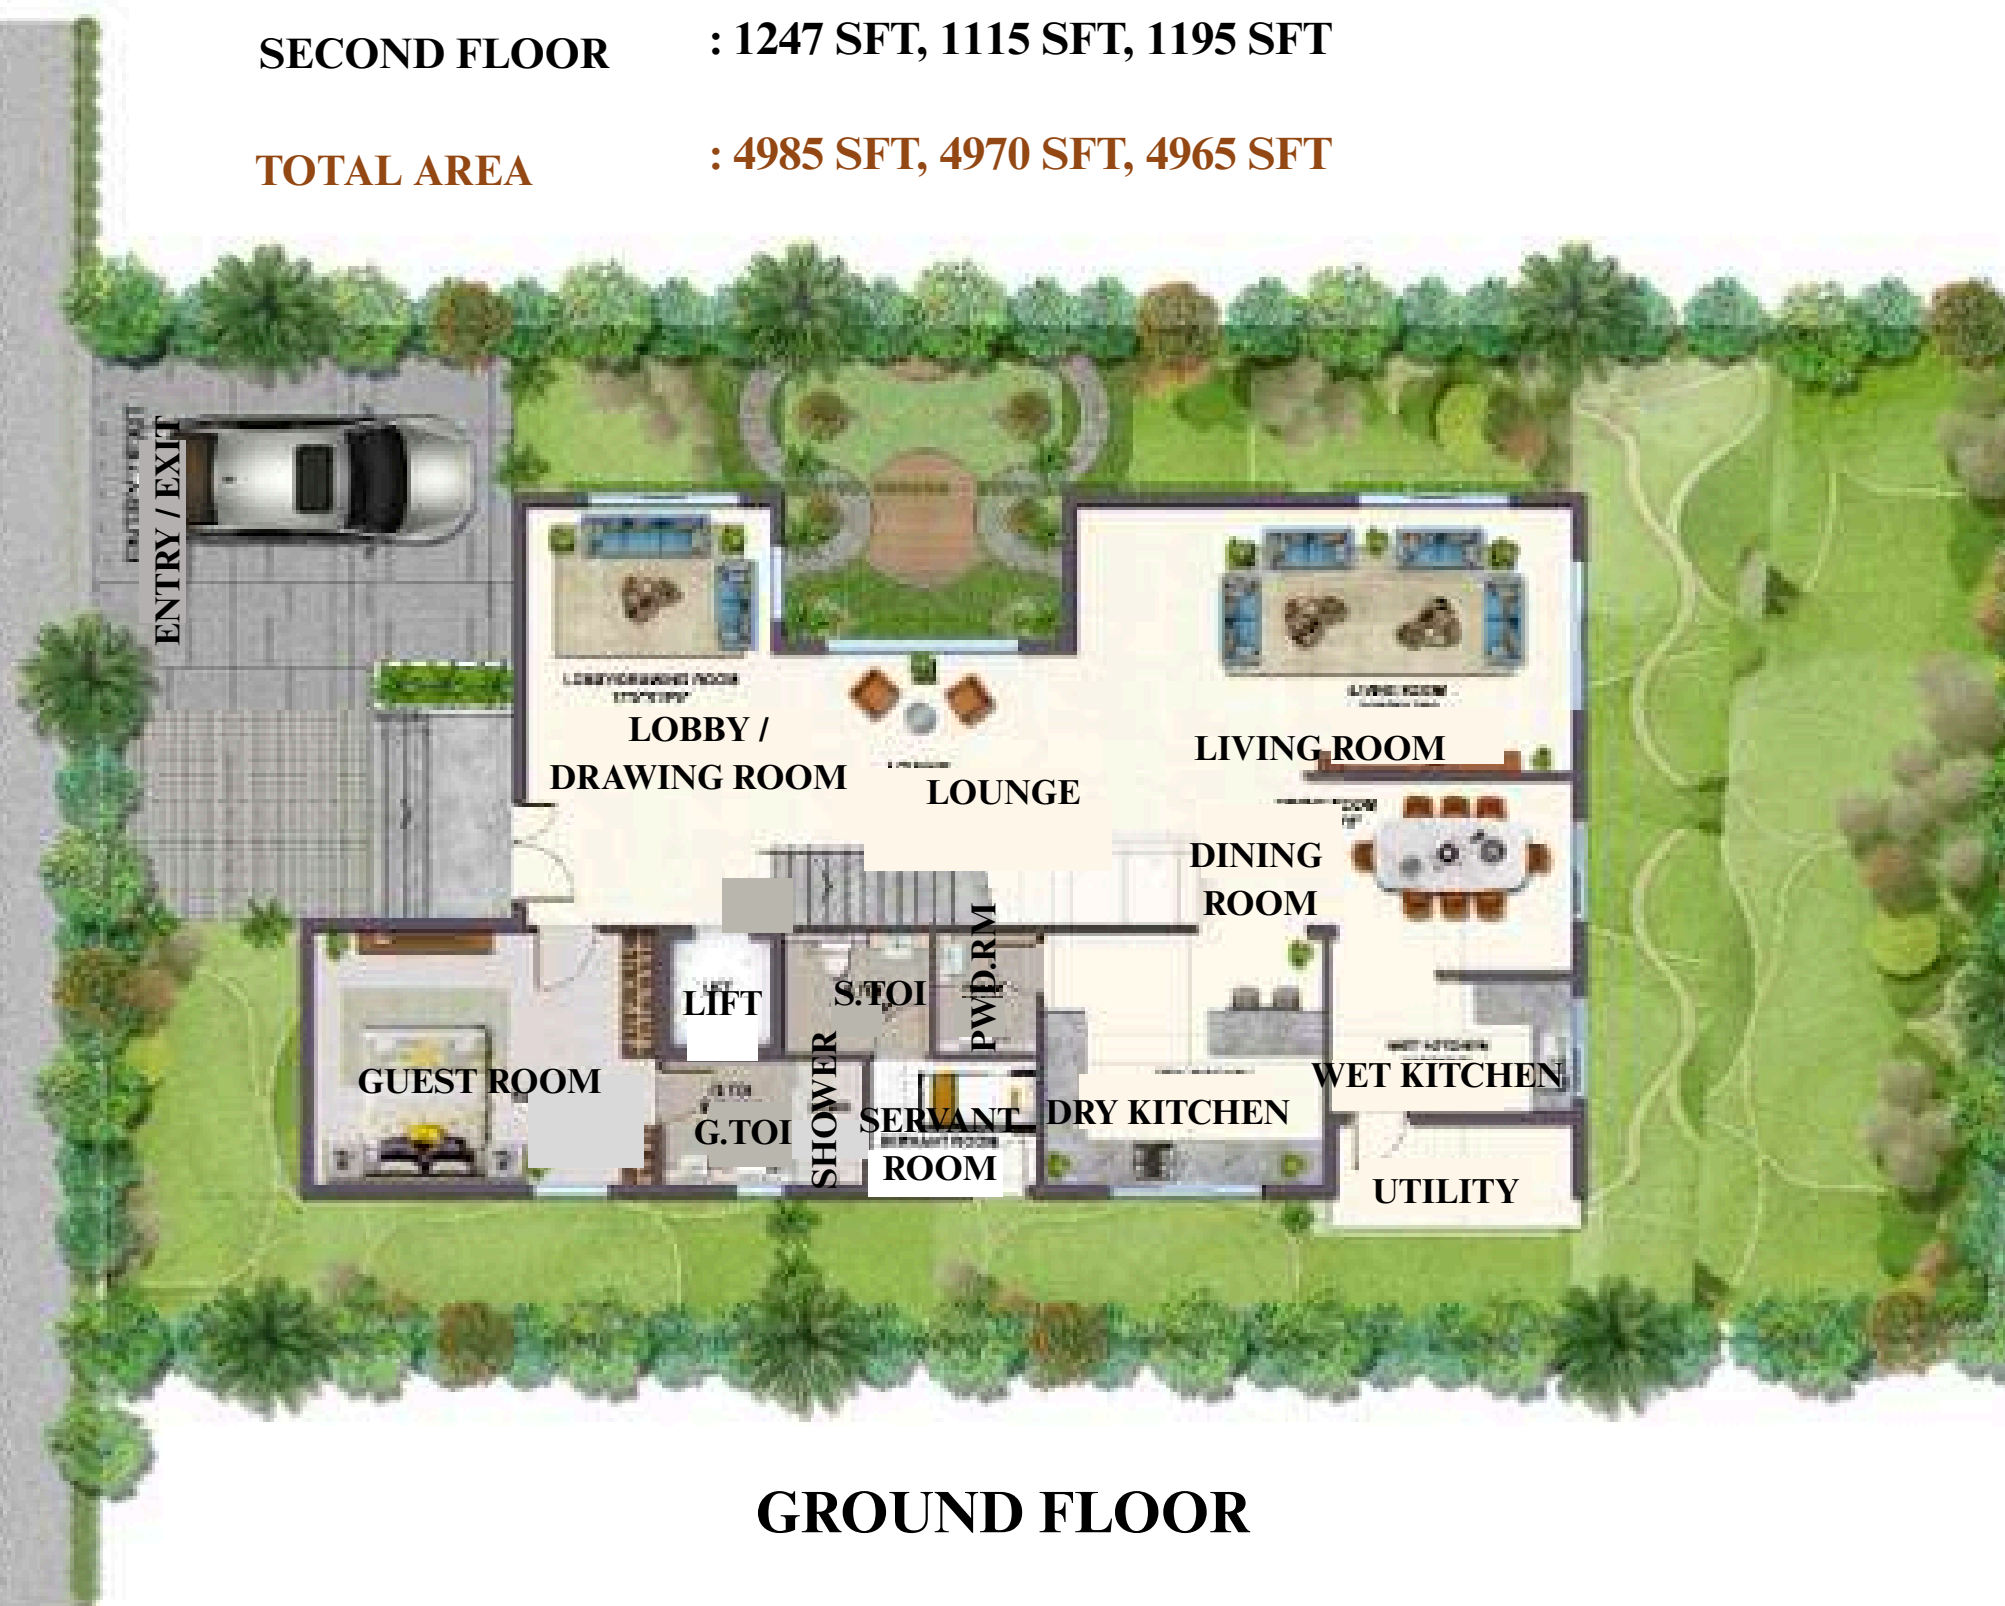 SECOND FLOOR : 1247 SFT, 1115 SFT, 1195 SFT
TOTAL AREA : 4985 SFT, 4970 SFT, 4965 SFT
ENTRY / EXIT
LOBBY /
DRAWING ROOM
LOUNGE
LIVING ROOM
DINING
ROOM
LIFT
S.TOI
PWD.RM
GUEST ROOM
G.TOI
SHOWER
SERVANT
ROOM
DRY KITCHEN
WET KITCHEN
UTILITY
GROUND FLOOR